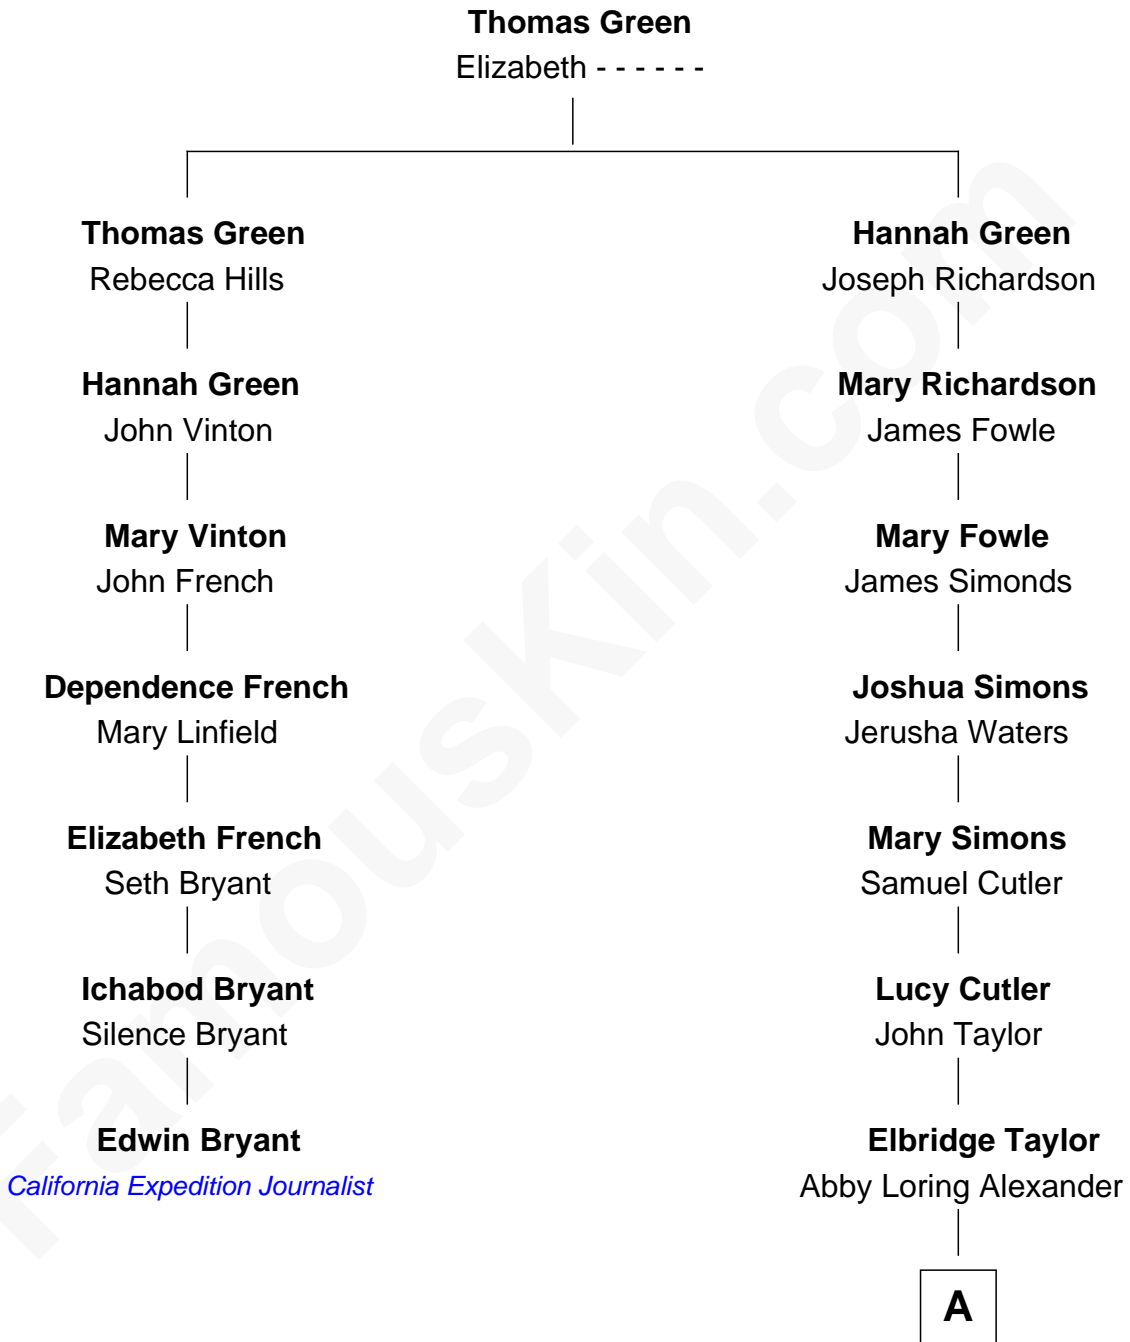 Thomas Green
Elizabeth - - - - - -
Thomas Green
Rebecca Hills
Hannah Green
Joseph Richardson
Hannah Green
John Vinton
Mary Richardson
James Fowle
Mary Vinton
John French
Mary Fowle
James Simonds
Dependence French
Mary Linfield
Joshua Simons
Jerusha Waters
Elizabeth French
Seth Bryant
Mary Simons
Samuel Cutler
Ichabod Bryant
Silence Bryant
Lucy Cutler
John Taylor
Edwin Bryant
California Expedition Journalist
Elbridge Taylor
Abby Loring Alexander
A
FamousKin.com